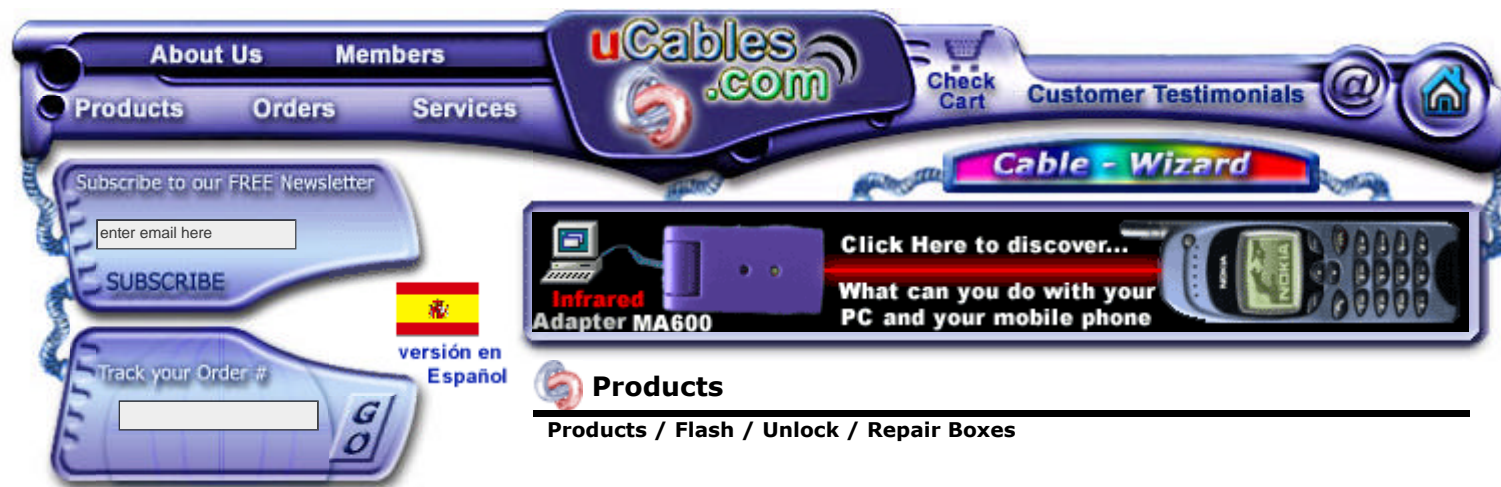 About Us Members
Products Orders Services
uCables
.com
Check
Cart
Customer Testimonials
@
Cable - Wizard
Subscribe to our FREE Newsletter
enter email here
SUBSCRIBE
versión en
Español
Track your Order #
GO
Infrared
Adapter MA600
Click Here to discover...
What can you do with your
PC and your mobile phone
NOKIA
NOKIA
Products
Products / Flash / Unlock / Repair Boxes